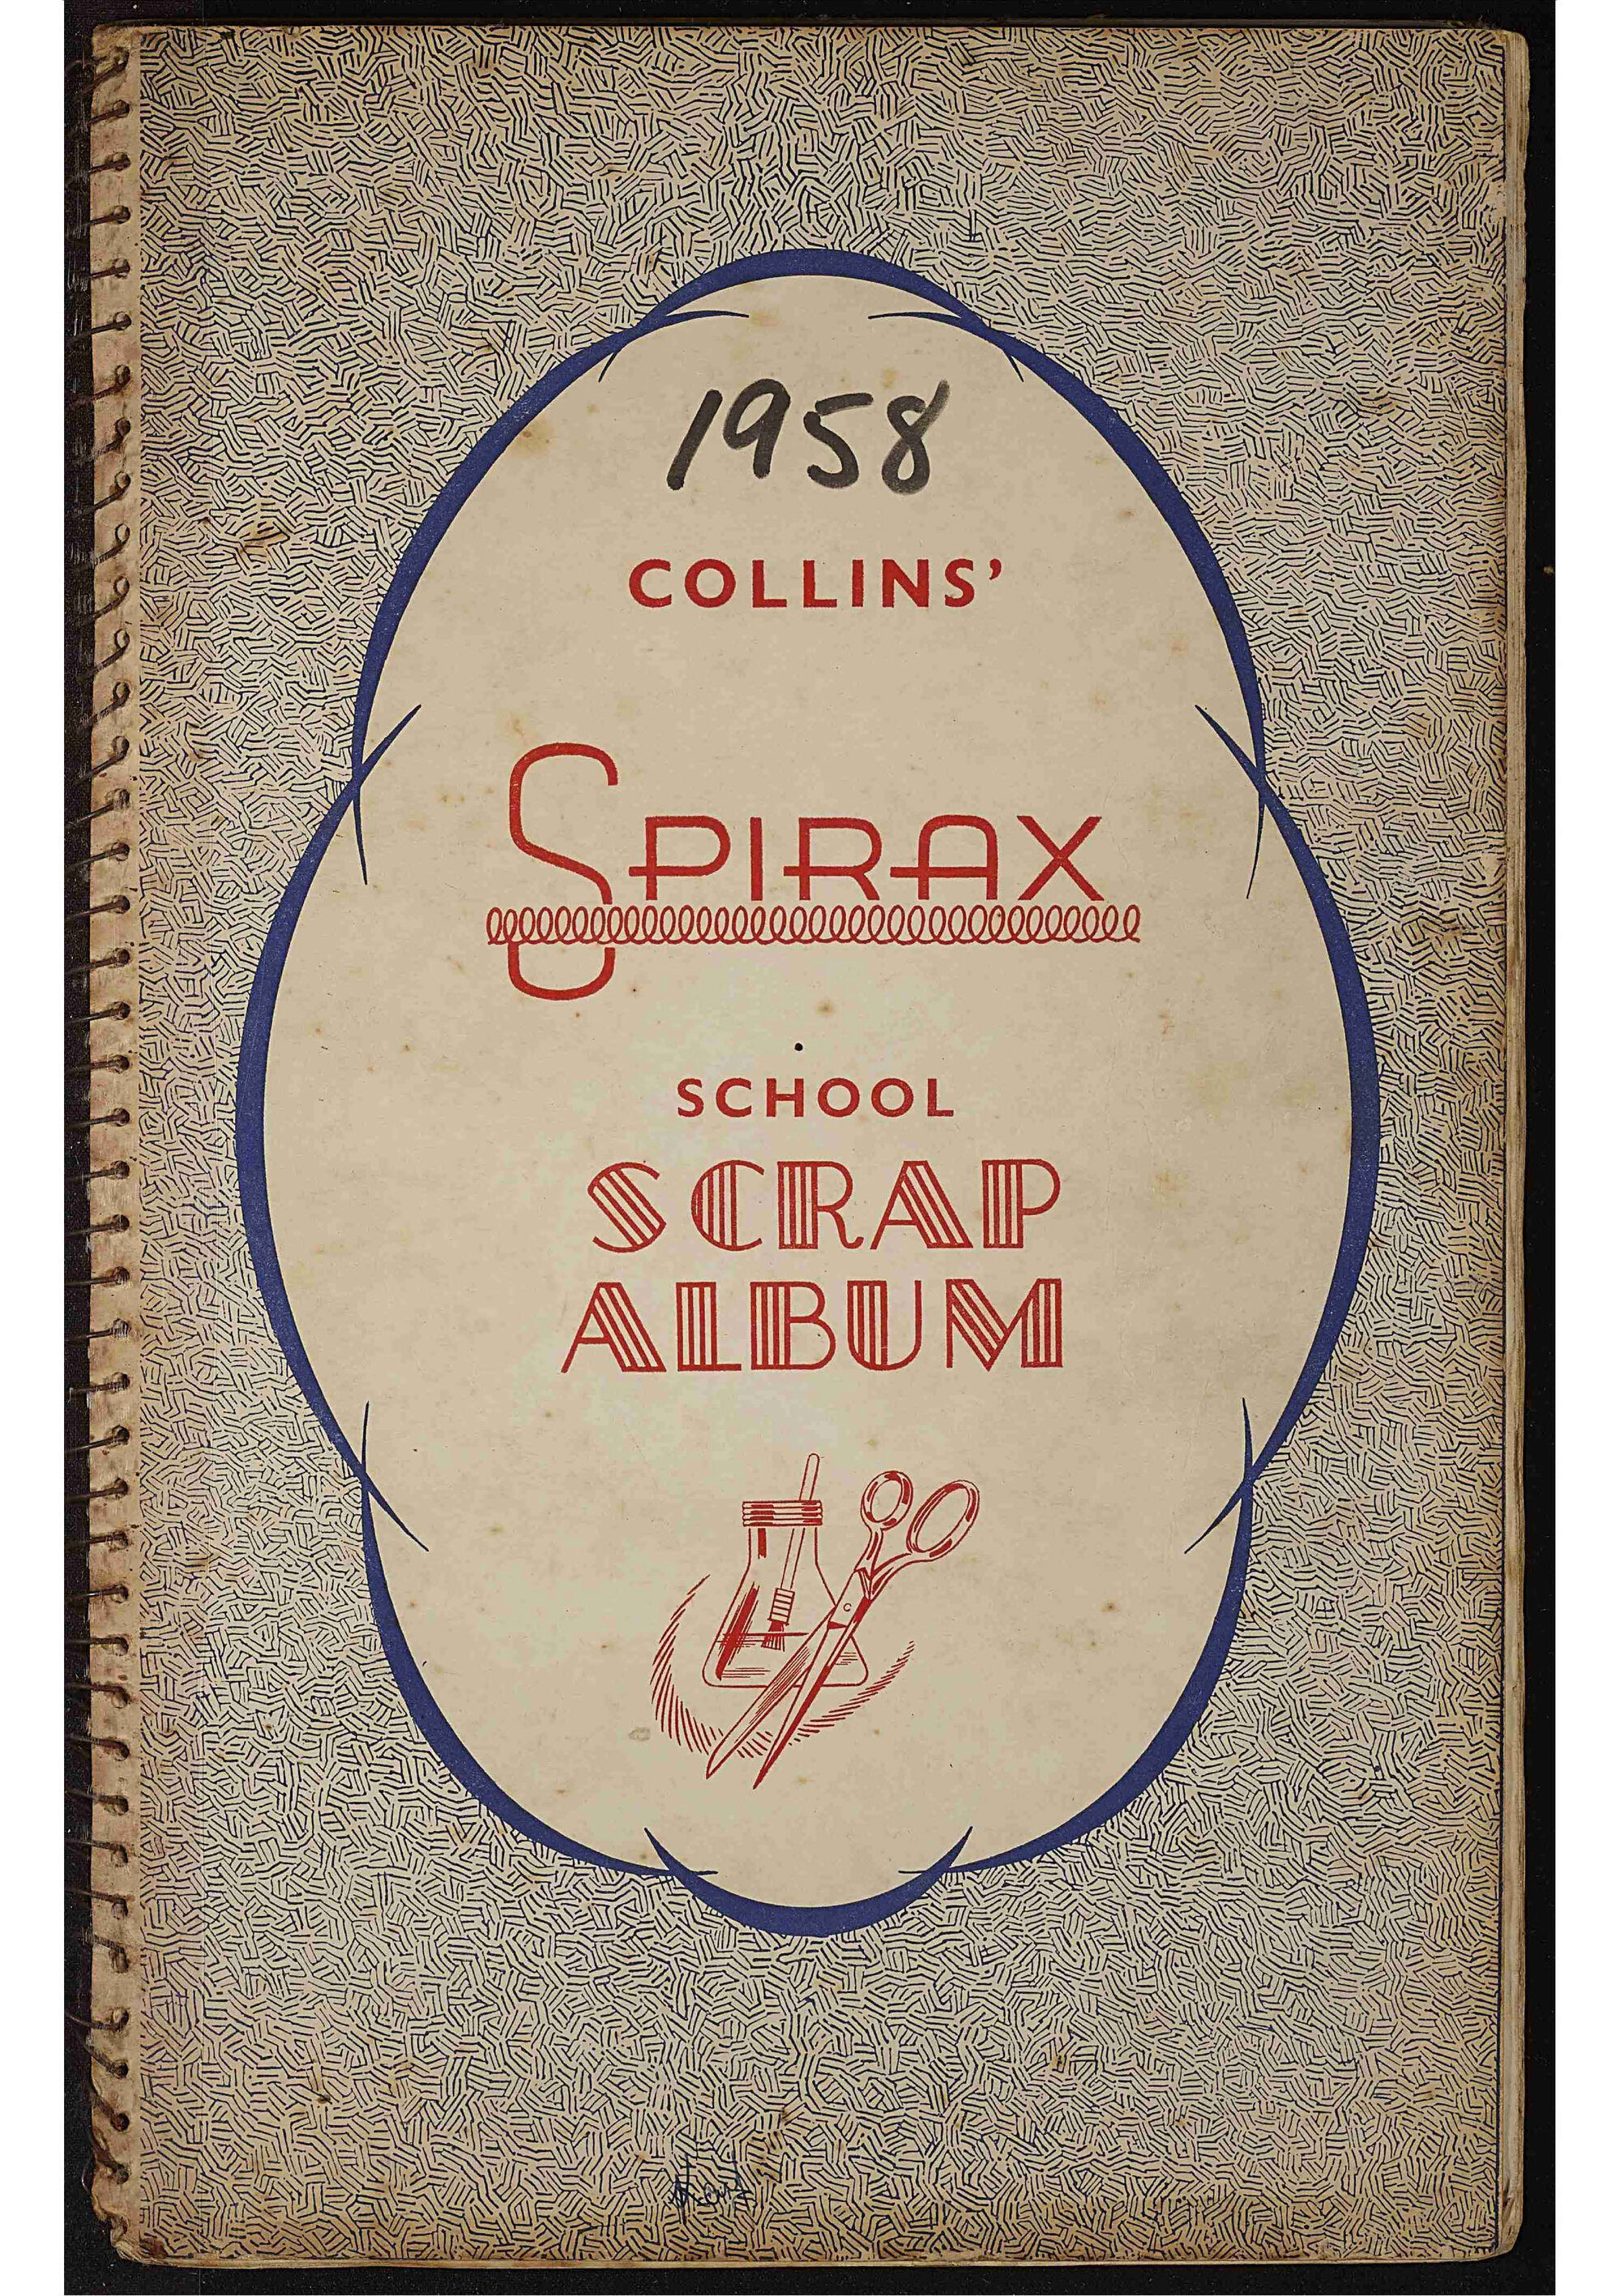 1958
COLLINS’
SPIRAX
SCHOOL
SCRAP
ALBUM